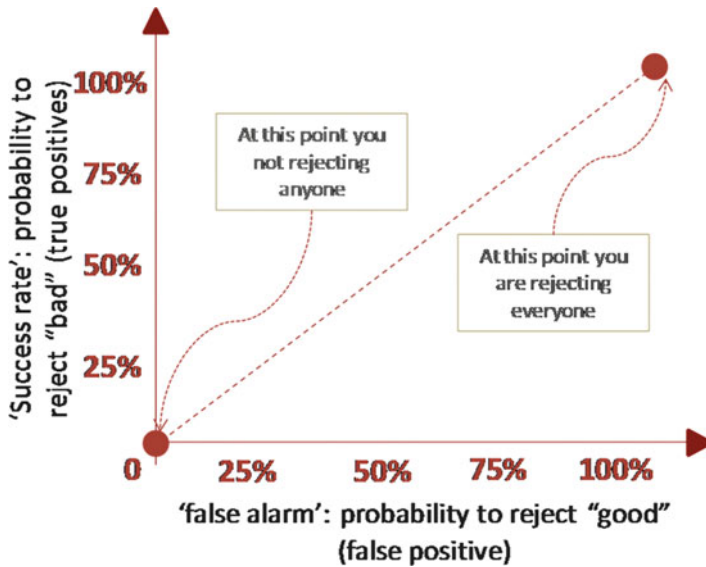 'Success rate': probability to
reject "bad" (true positives)
100%
75%
50%
25%
0
At this point you
not rejecting
anyone
At this point you
are rejecting
everyone
25%
50%
75%
100%
'false alarm': probability to reject "good"
(false positive)